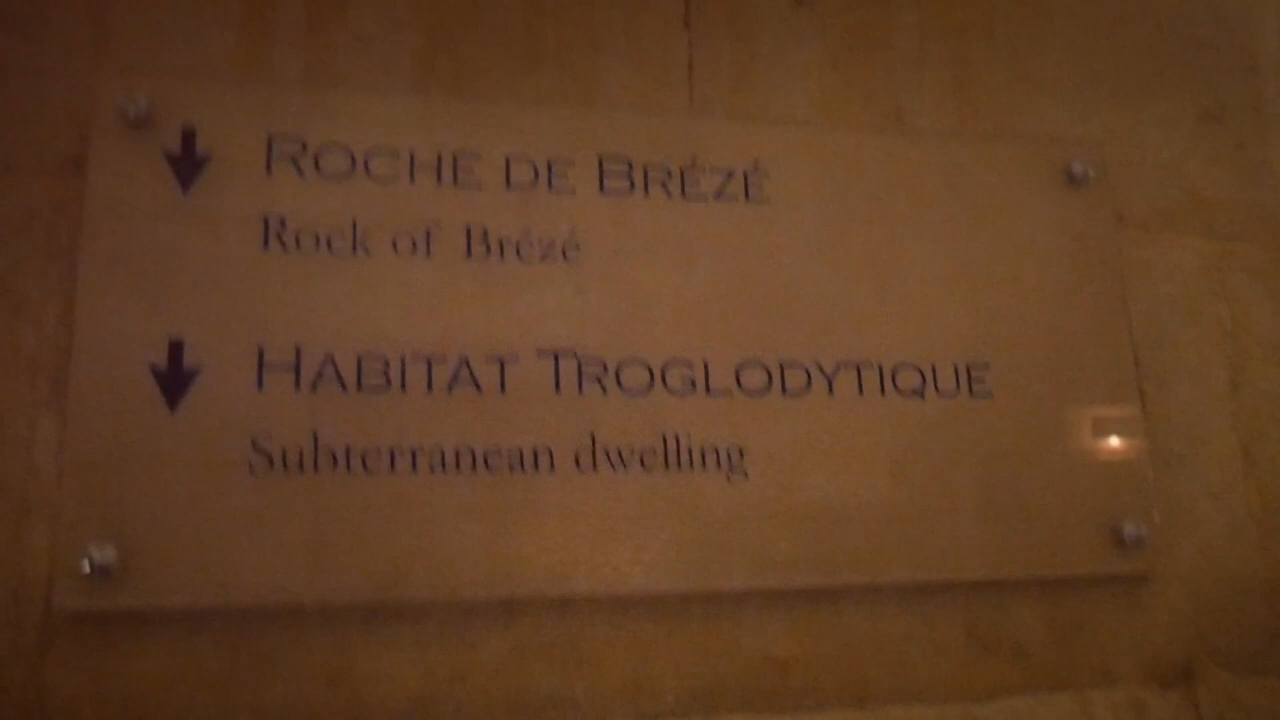 ROCHE DE BRÉZÉ
Rock of Brézé
HABITAT TROGLODYTIQUE
Subterranean dwelling